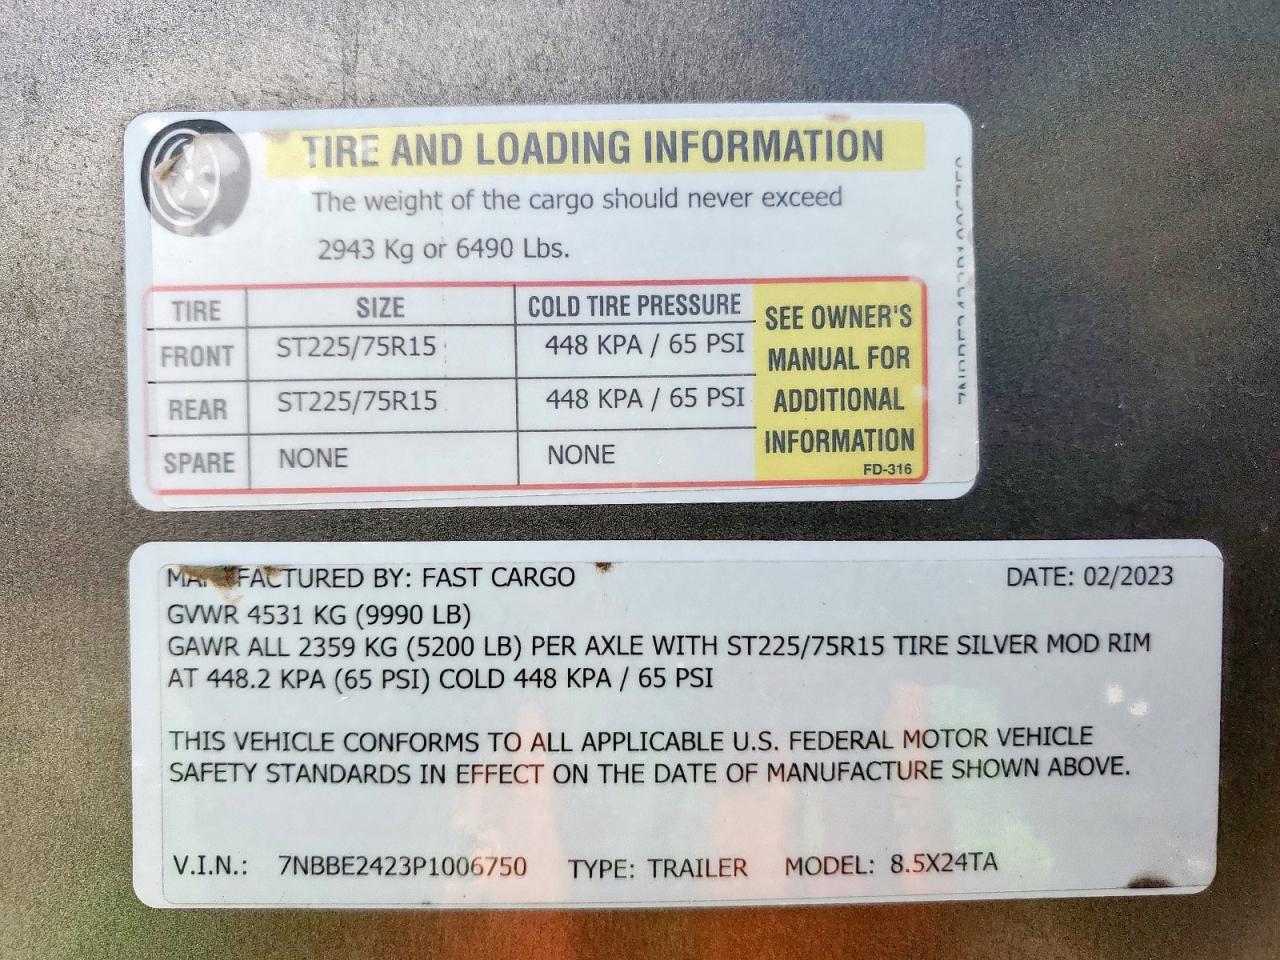 TIRE AND LOADING INFORMATION
The weight of the cargo should never exceed
2943 Kg or 6490 Lbs.
TIRE SIZE COLD TIRE PRESSURE
FRONT ST225/75R15 448 KPA / 65 PSI
REAR ST225/75R15 448 KPA / 65 PSI
SPARE NONE NONE
SEE OWNER'S
MANUAL FOR
ADDITIONAL
INFORMATION
FD-316
MANUFACTURED BY: FAST CARGO DATE: 02/2023
GVWR 4531 KG (9990 LB)
GAWR ALL 2359 KG (5200 LB) PER AXLE WITH ST225/75R15 TIRE SILVER MOD RIM
AT 448.2 KPA (65 PSI) COLD 448 KPA / 65 PSI
THIS VEHICLE CONFORMS TO ALL APPLICABLE U.S. FEDERAL MOTOR VEHICLE
SAFETY STANDARDS IN EFFECT ON THE DATE OF MANUFACTURE SHOWN ABOVE.
V.I.N.: 7NBBE2423P1006750 TYPE: TRAILER MODEL: 8.5X24TA